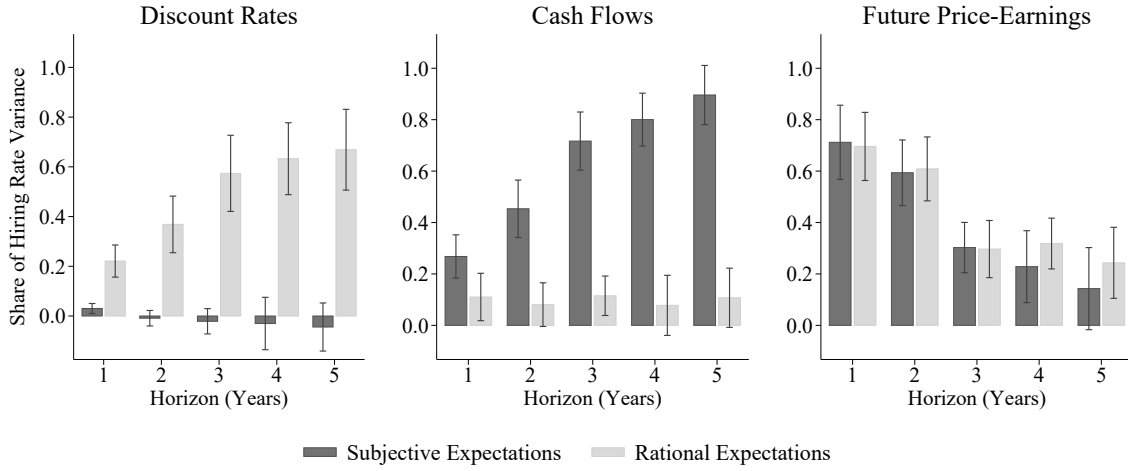 Discount Rates
Cash Flows
Future Price-Earnings
Share of Hiring Rate Variance
1.0
0.8
0.6
0.4
0.2
0.0
1 2 3 4 5
Horizon (Years)
1.0
0.8
0.6
0.4
0.2
0.0
1 2 3 4 5
Horizon (Years)
1.0
0.8
0.6
0.4
0.2
0.0
1 2 3 4 5
Horizon (Years)
Subjective Expectations
Rational Expectations